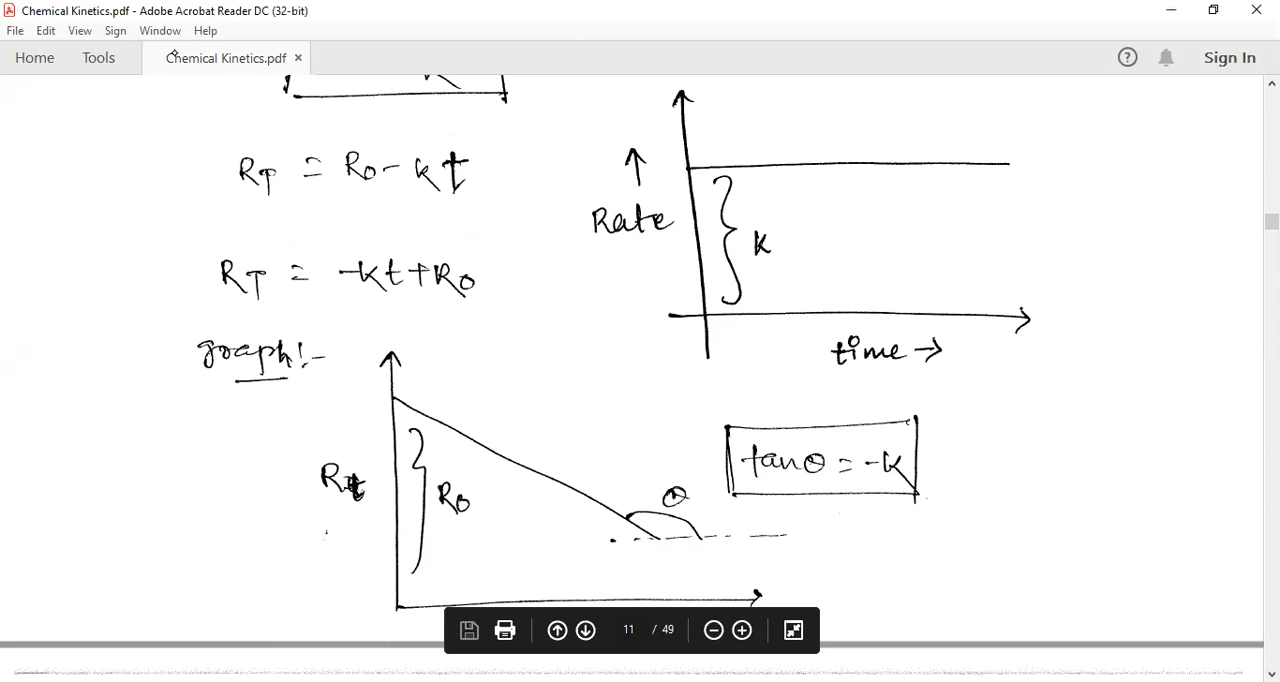 Chemical Kinetics.pdf - Adobe Acrobat Reader DC (32-bit)
File Edit View Sign Window Help
Home Tools Chemical Kinetics.pdf × Sign In
K
RT = R0 - kt
Rate
K
RT = -kt + R0
time →
graph:-
tanθ = -K
Rt
R0
θ
11 / 49